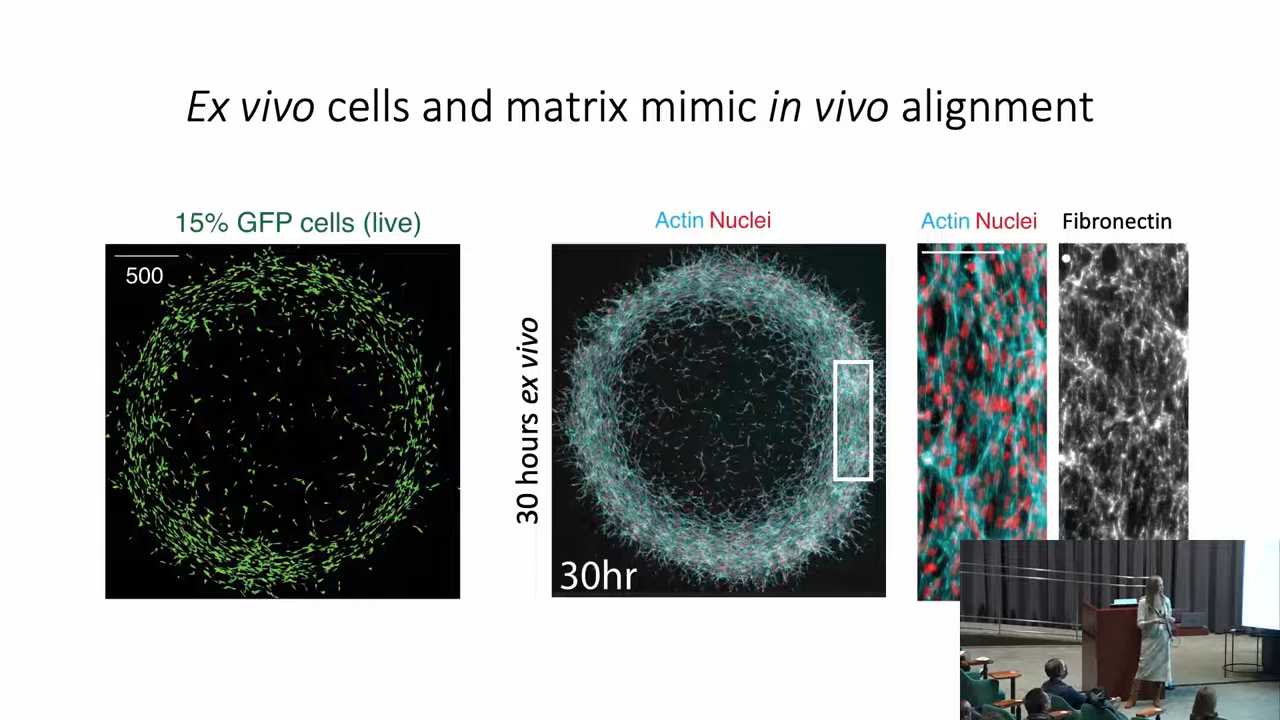 Ex vivo cells and matrix mimic in vivo alignment
15% GFP cells (live)
500
30 hours ex vivo
Actin Nuclei
30hr
Actin Nuclei
Fibronectin